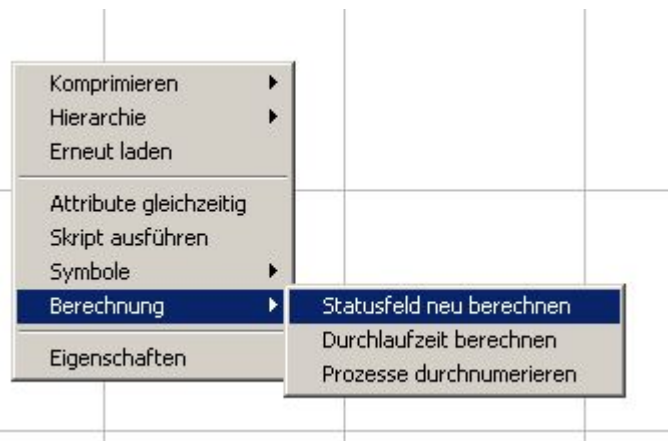 Komprimieren
Hierarchie
Erneut laden
Attribute gleichzeitig
Skript ausführen
Symbole
Berechnung
Statusfeld neu berechnen
Durchlaufzeit berechnen
Prozesse durchnumerieren
Eigenschaften